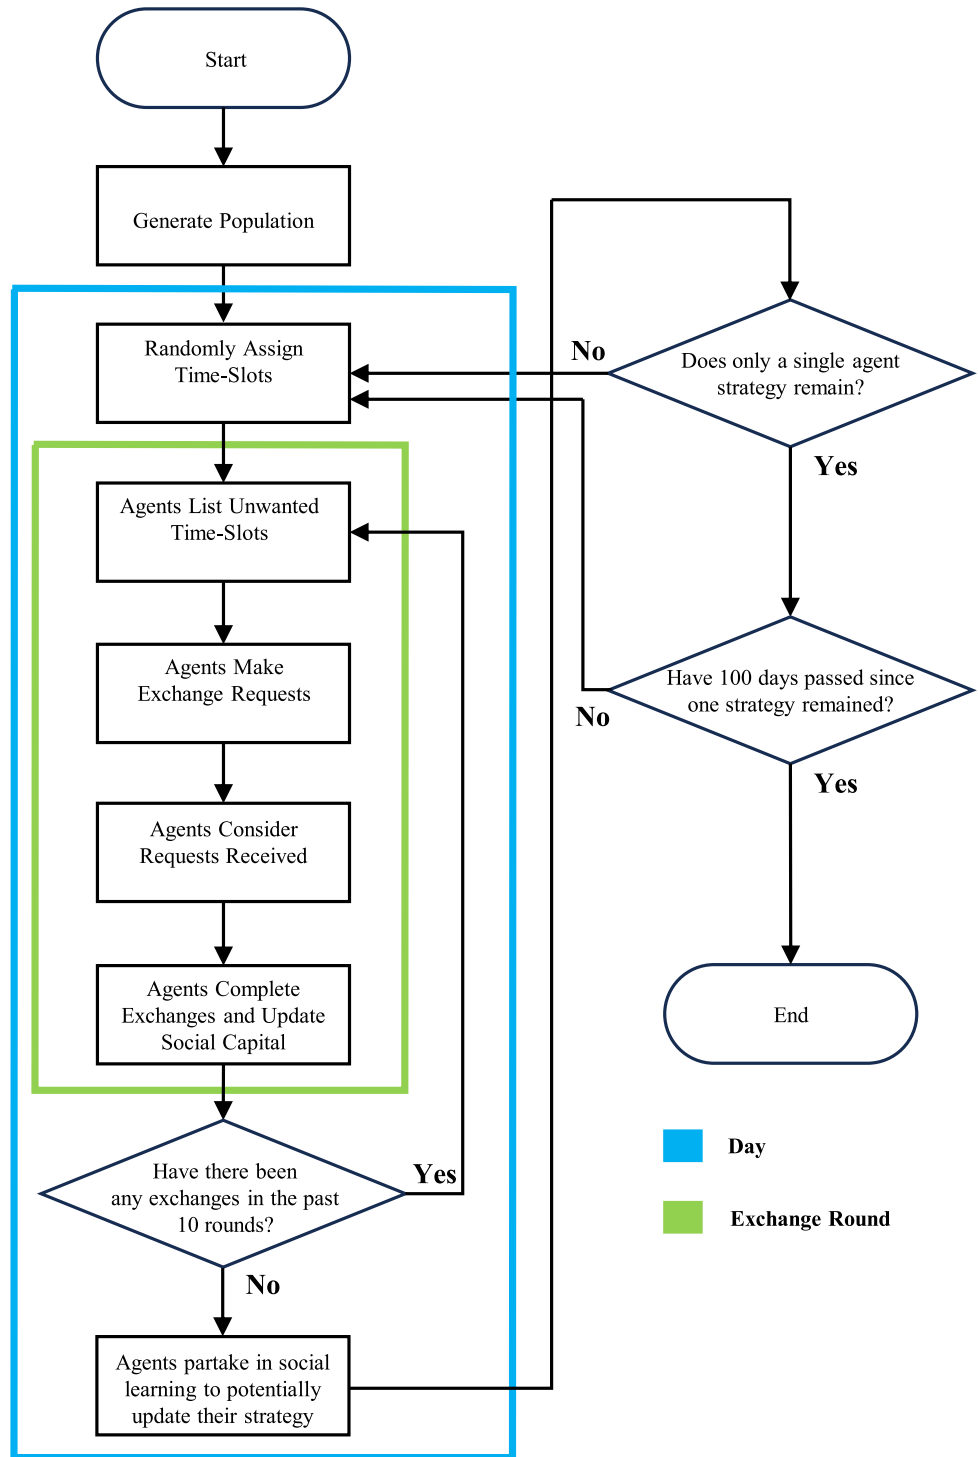 Start
Generate Population
Randomly Assign
Time-Slots
Agents List Unwanted
Time-Slots
Agents Make
Exchange Requests
Agents Consider
Requests Received
Agents Complete
Exchanges and Update
Social Capital
Have there been
any exchanges in the past
10 rounds?
Yes
No
Agents partake in social
learning to potentially
update their strategy
Does only a single agent
strategy remain?
No
Yes
Have 100 days passed since
one strategy remained?
No
Yes
End
Day
Exchange Round